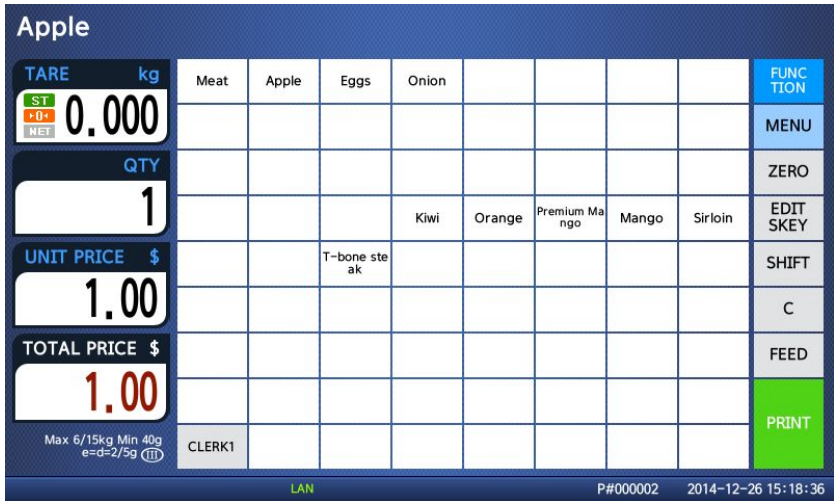 Apple
TARE kg
ST
→0←
NET
0.000
QTY
1
UNIT PRICE $
1.00
TOTAL PRICE $
1.00
Max 6/15kg Min 40g
e=d=2/5g III
Meat Apple Eggs Onion
Kiwi Orange Premium Ma
ngo Mango Sirloin
T-bone ste
ak
CLERK1
FUNC
TION
MENU
ZERO
EDIT
SKEY
SHIFT
C
FEED
PRINT
LAN P#000002 2014-12-26 15:18:36